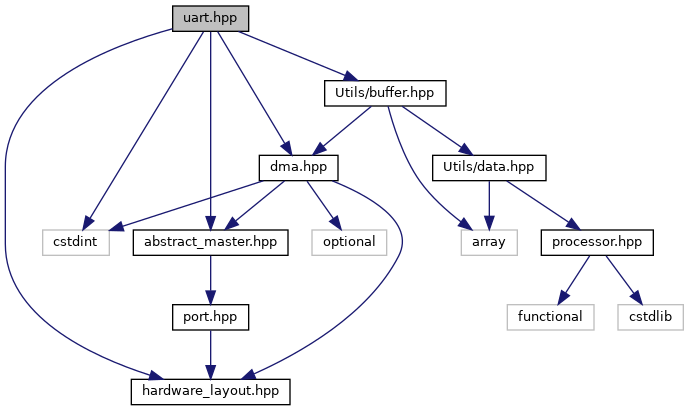 uart.hpp
Utils/buffer.hpp
dma.hpp
Utils/data.hpp
cstdint
abstract_master.hpp
optional
array
processor.hpp
port.hpp
functional
cstdlib
hardware_layout.hpp